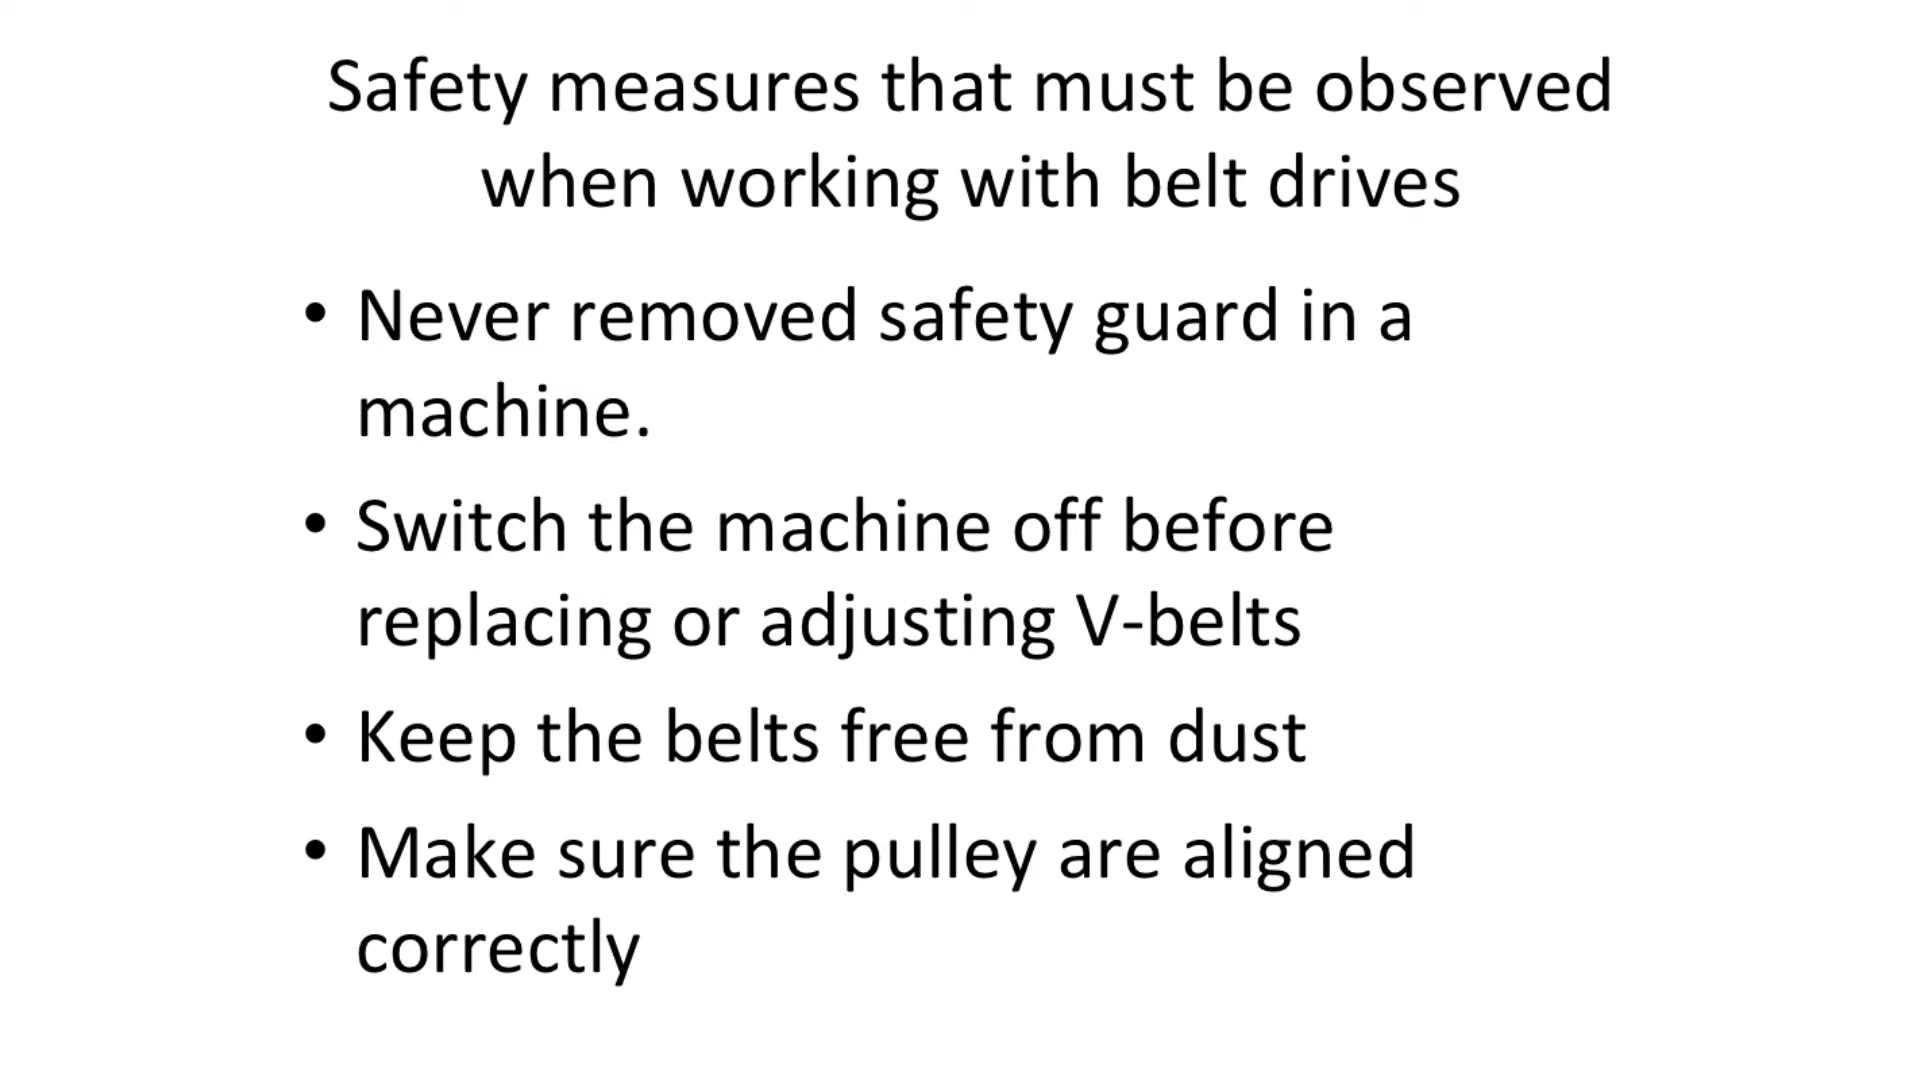 Safety measures that must be observed
when working with belt drives
• Never removed safety guard in a
machine.
• Switch the machine off before
replacing or adjusting V-belts
• Keep the belts free from dust
• Make sure the pulley are aligned
correctly